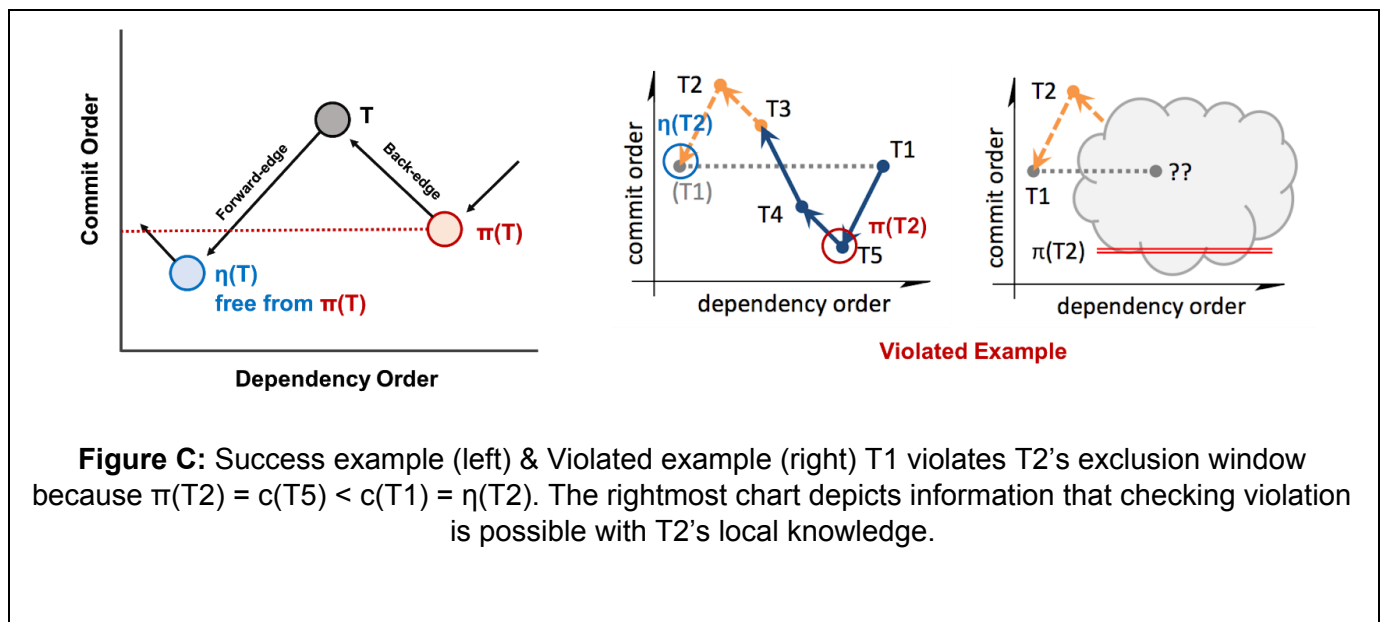 Commit Order
T
Forward-edge
Back-edge
π(T)
η(T)
free from π(T)
Dependency Order
commit order
T2
T3
η(T2)
T1
(T1)
T4
π(T2)
T5
dependency order
commit order
T2
T1
??
π(T2)
dependency order
Violated Example
Figure C: Success example (left) & Violated example (right) T1 violates T2’s exclusion window
because π(T2) = c(T5) < c(T1) = η(T2). The rightmost chart depicts information that checking violation
is possible with T2’s local knowledge.